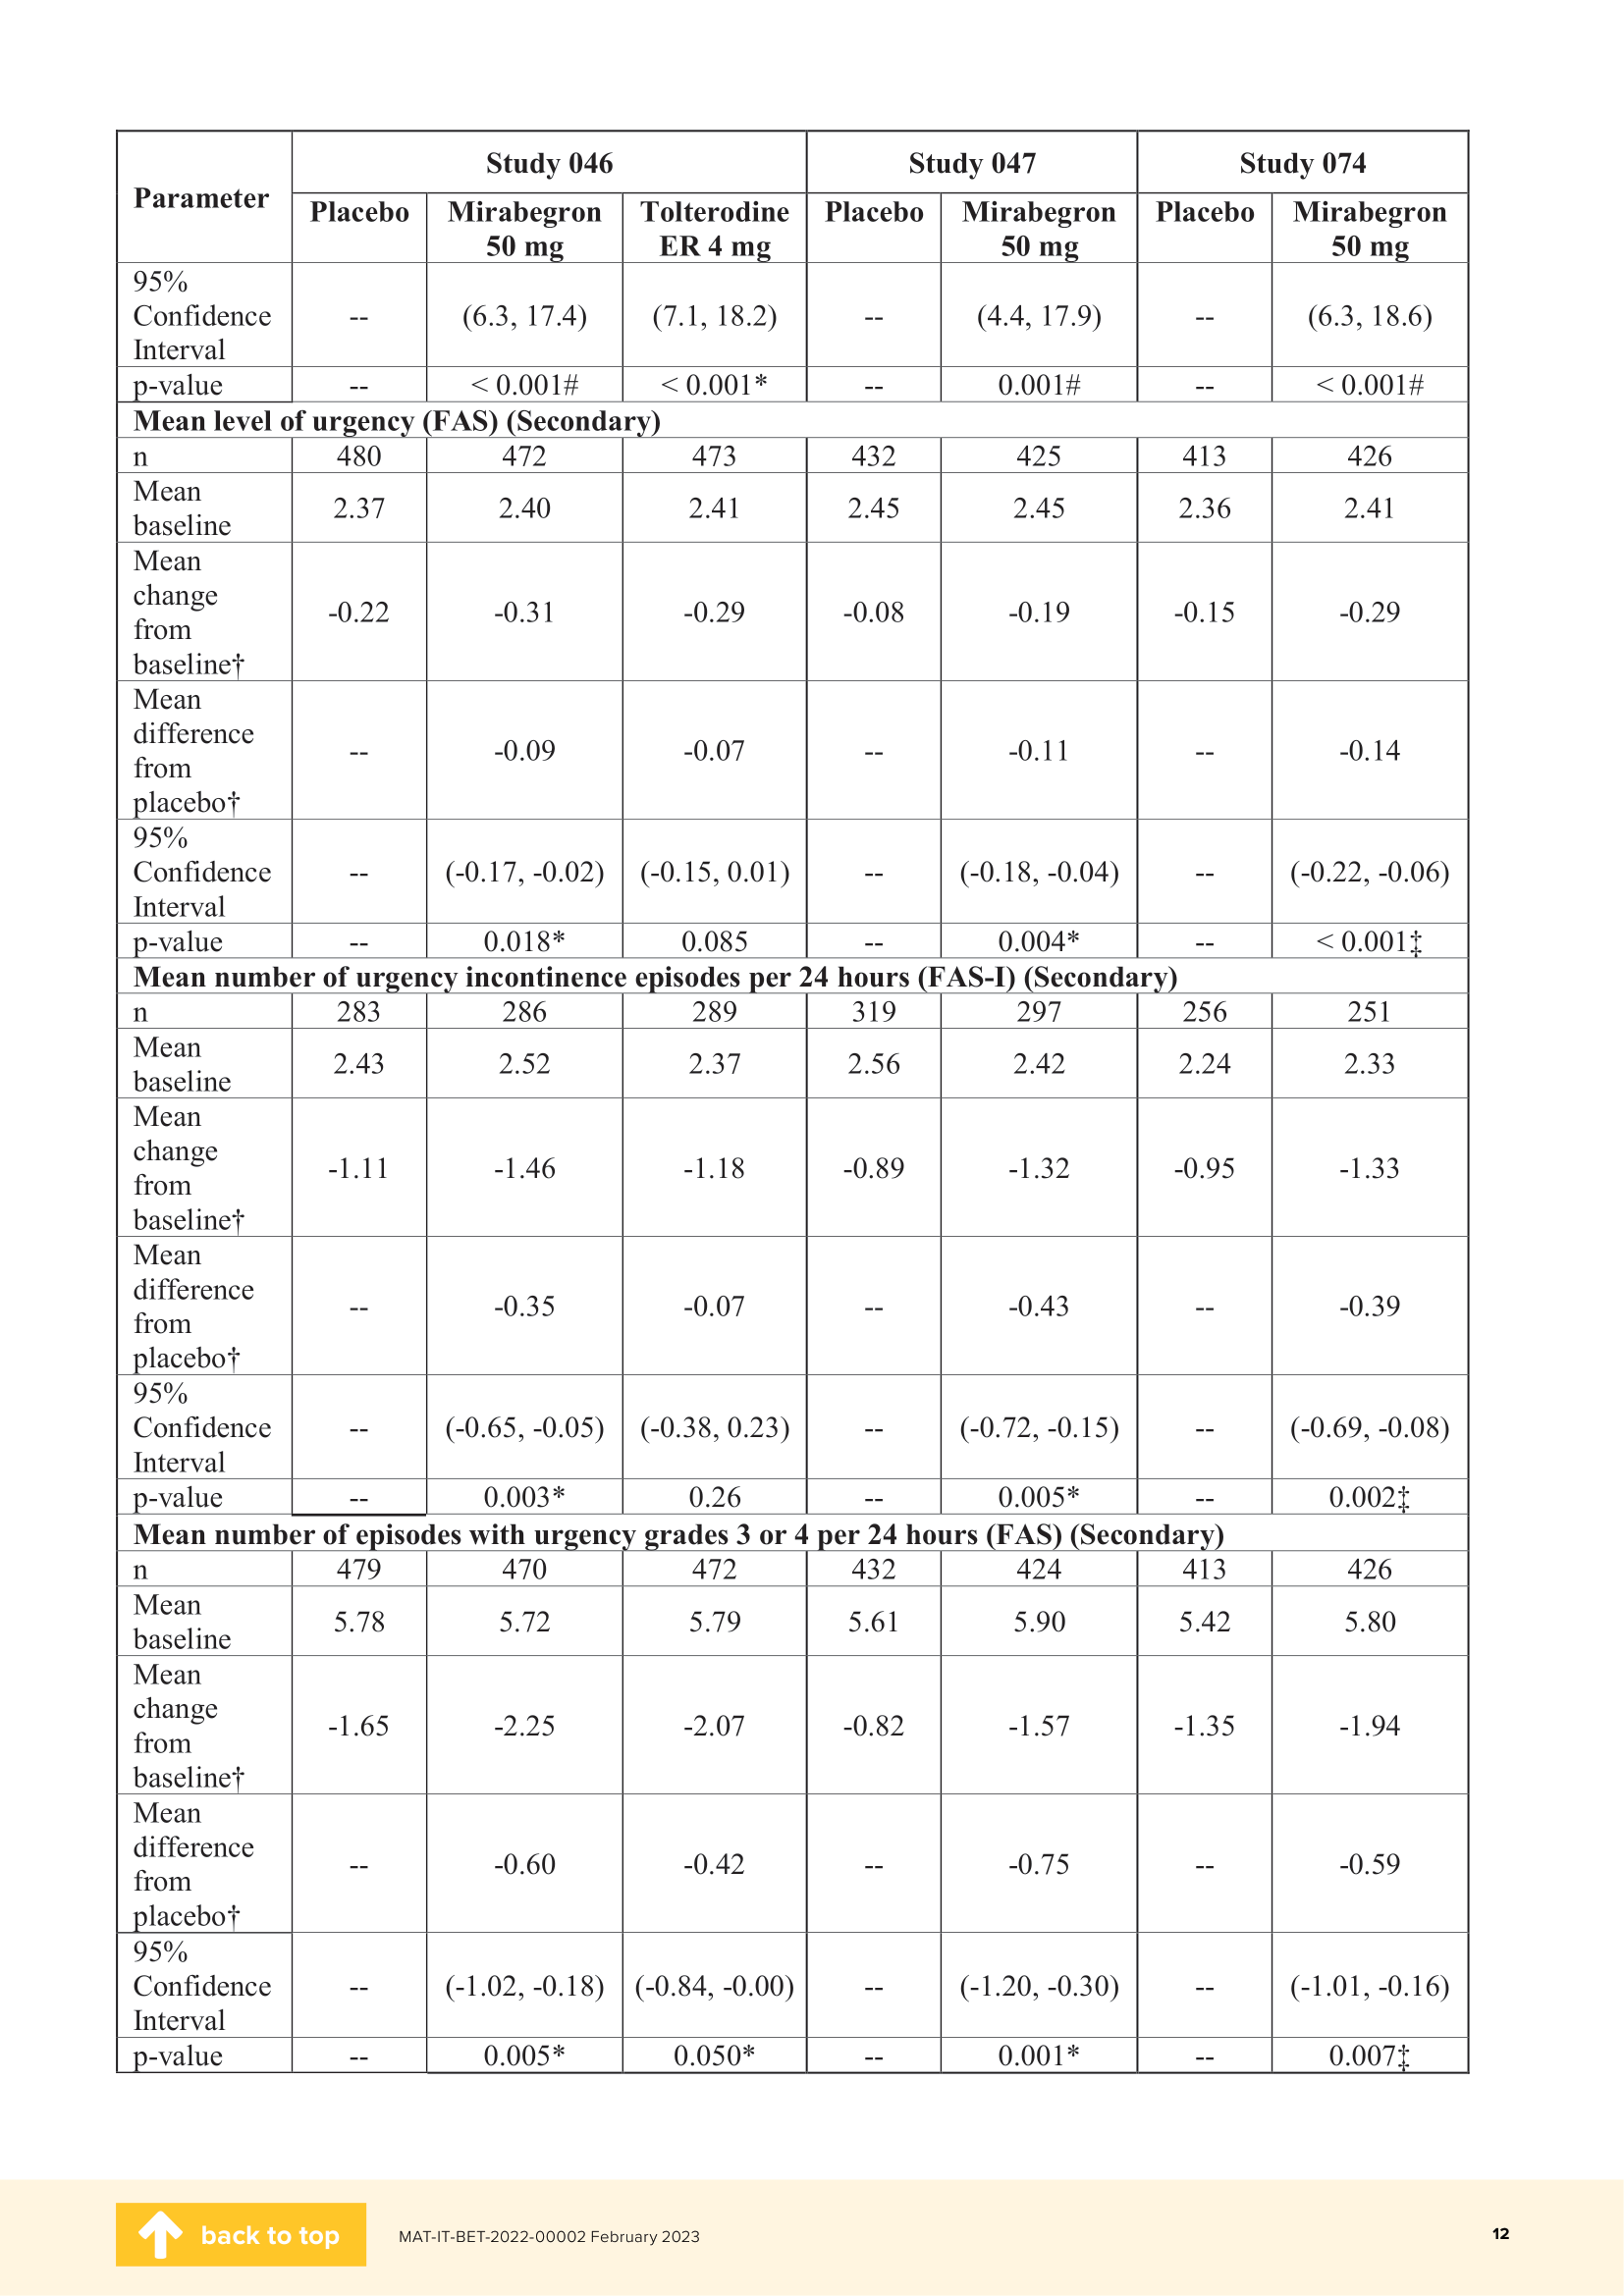 Parameter Study 046 Study 047 Study 074
Placebo Mirabegron 50 mg Tolterodine ER 4 mg Placebo Mirabegron 50 mg Placebo Mirabegron 50 mg
95% Confidence Interval -- (6.3, 17.4) (7.1, 18.2) -- (4.4, 17.9) -- (6.3, 18.6)
p-value -- < 0.001# < 0.001* -- 0.001# -- < 0.001#
Mean level of urgency (FAS) (Secondary)
n 480 472 473 432 425 413 426
Mean baseline 2.37 2.40 2.41 2.45 2.45 2.36 2.41
Mean change from baseline† -0.22 -0.31 -0.29 -0.08 -0.19 -0.15 -0.29
Mean difference from placebo† -- -0.09 -0.07 -- -0.11 -- -0.14
95% Confidence Interval -- (-0.17, -0.02) (-0.15, 0.01) -- (-0.18, -0.04) -- (-0.22, -0.06)
p-value -- 0.018* 0.085 -- 0.004* -- < 0.001‡
Mean number of urgency incontinence episodes per 24 hours (FAS-I) (Secondary)
n 283 286 289 319 297 256 251
Mean baseline 2.43 2.52 2.37 2.56 2.42 2.24 2.33
Mean change from baseline† -1.11 -1.46 -1.18 -0.89 -1.32 -0.95 -1.33
Mean difference from placebo† -- -0.35 -0.07 -- -0.43 -- -0.39
95% Confidence Interval -- (-0.65, -0.05) (-0.38, 0.23) -- (-0.72, -0.15) -- (-0.69, -0.08)
p-value -- 0.003* 0.26 -- 0.005* -- 0.002‡
Mean number of episodes with urgency grades 3 or 4 per 24 hours (FAS) (Secondary)
n 479 470 472 432 424 413 426
Mean baseline 5.78 5.72 5.79 5.61 5.90 5.42 5.80
Mean change from baseline† -1.65 -2.25 -2.07 -0.82 -1.57 -1.35 -1.94
Mean difference from placebo† -- -0.60 -0.42 -- -0.75 -- -0.59
95% Confidence Interval -- (-1.02, -0.18) (-0.84, -0.00) -- (-1.20, -0.30) -- (-1.01, -0.16)
p-value -- 0.005* 0.050* -- 0.001* -- 0.007‡
back to top MAT-IT-BET-2022-00002 February 2023 12